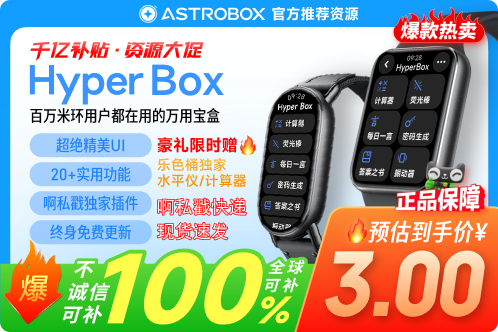 ASTROBOX 官方推荐资源
千亿补贴·资源大促
爆款热卖
Hyper Box
百万米环用户都在用的万用宝盒
超绝精美UI
豪礼限时赠🔥
20+实用功能
乐色桶独家
水平仪/计算器
啊私戳独家插件
啊私戳快递
终身免费更新
现货速发
09:28
Hyper Box
计算器
荧光棒
每日一言
密码生成
答案之书
振动器
09:28
HyperBox
计算器
荧光棒
每日一言
密码生成
答案之书
振动器
正品保障
爆
不诚信可补
100%
全球可补
🔥预估到手价¥
3.00